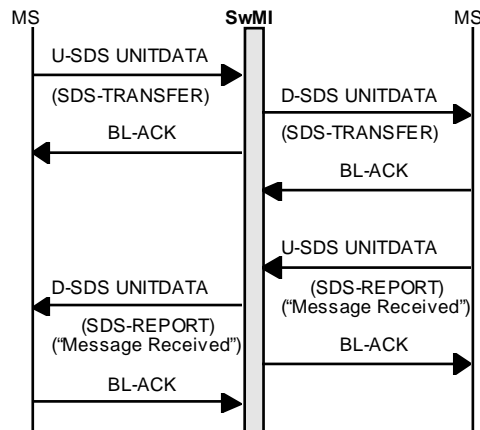 MS SwMI MS
U-SDS UNITDATA
(SDS-TRANSFER)
D-SDS UNITDATA
(SDS-TRANSFER)
BL-ACK
BL-ACK
U-SDS UNITDATA
(SDS-REPORT)
(“Message Received”)
D-SDS UNITDATA
(SDS-REPORT)
(“Message Received”)
BL-ACK
BL-ACK